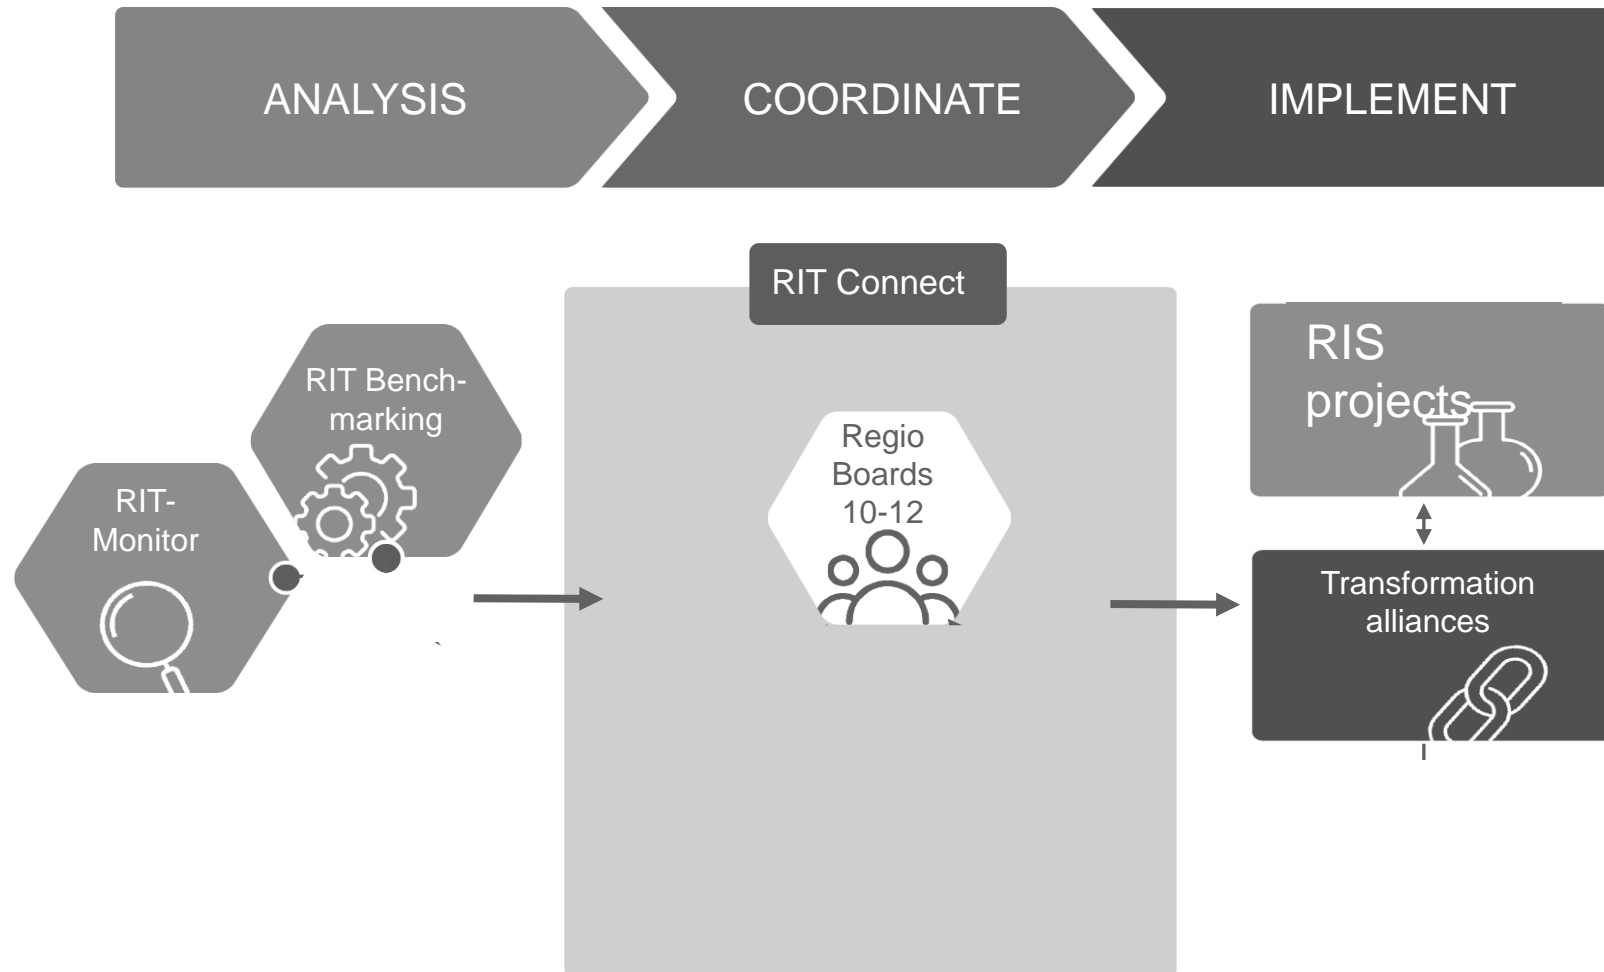 ANALYSIS
COORDINATE
IMPLEMENT
RIT Connect
RIT Bench-
marking
RIT-
Monitor
Regio
Boards
10-12
RIS
projects
Transformation
alliances